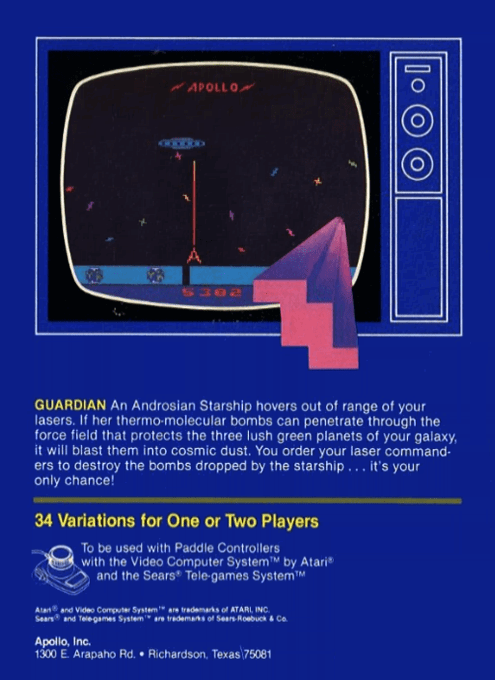 APOLLO
5382
GUARDIAN An Androsian Starship hovers out of range of your
lasers. If her thermo-molecular bombs can penetrate through the
force field that protects the three lush green planets of your galaxy,
it will blast them into cosmic dust. You order your laser command-
ers to destroy the bombs dropped by the starship . . . it's your
only chance!
34 Variations for One or Two Players
To be used with Paddle Controllers
with the Video Computer System™ by Atari®
and the Sears® Tele-games System™
Atari® and Video Computer System™ are trademarks of ATARI, INC.
Sears® and Tele-games System™ are trademarks of Sears-Roebuck & Co.
Apollo, Inc.
1300 E. Arapaho Rd. • Richardson, Texas 75081